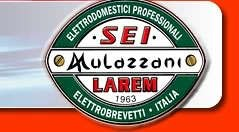 ELETTRODOMESTICI PROFESSIONALI
· SEI ·
Mulazzani
LAREM
1963
ELETTROBREVETTI · ITALIA